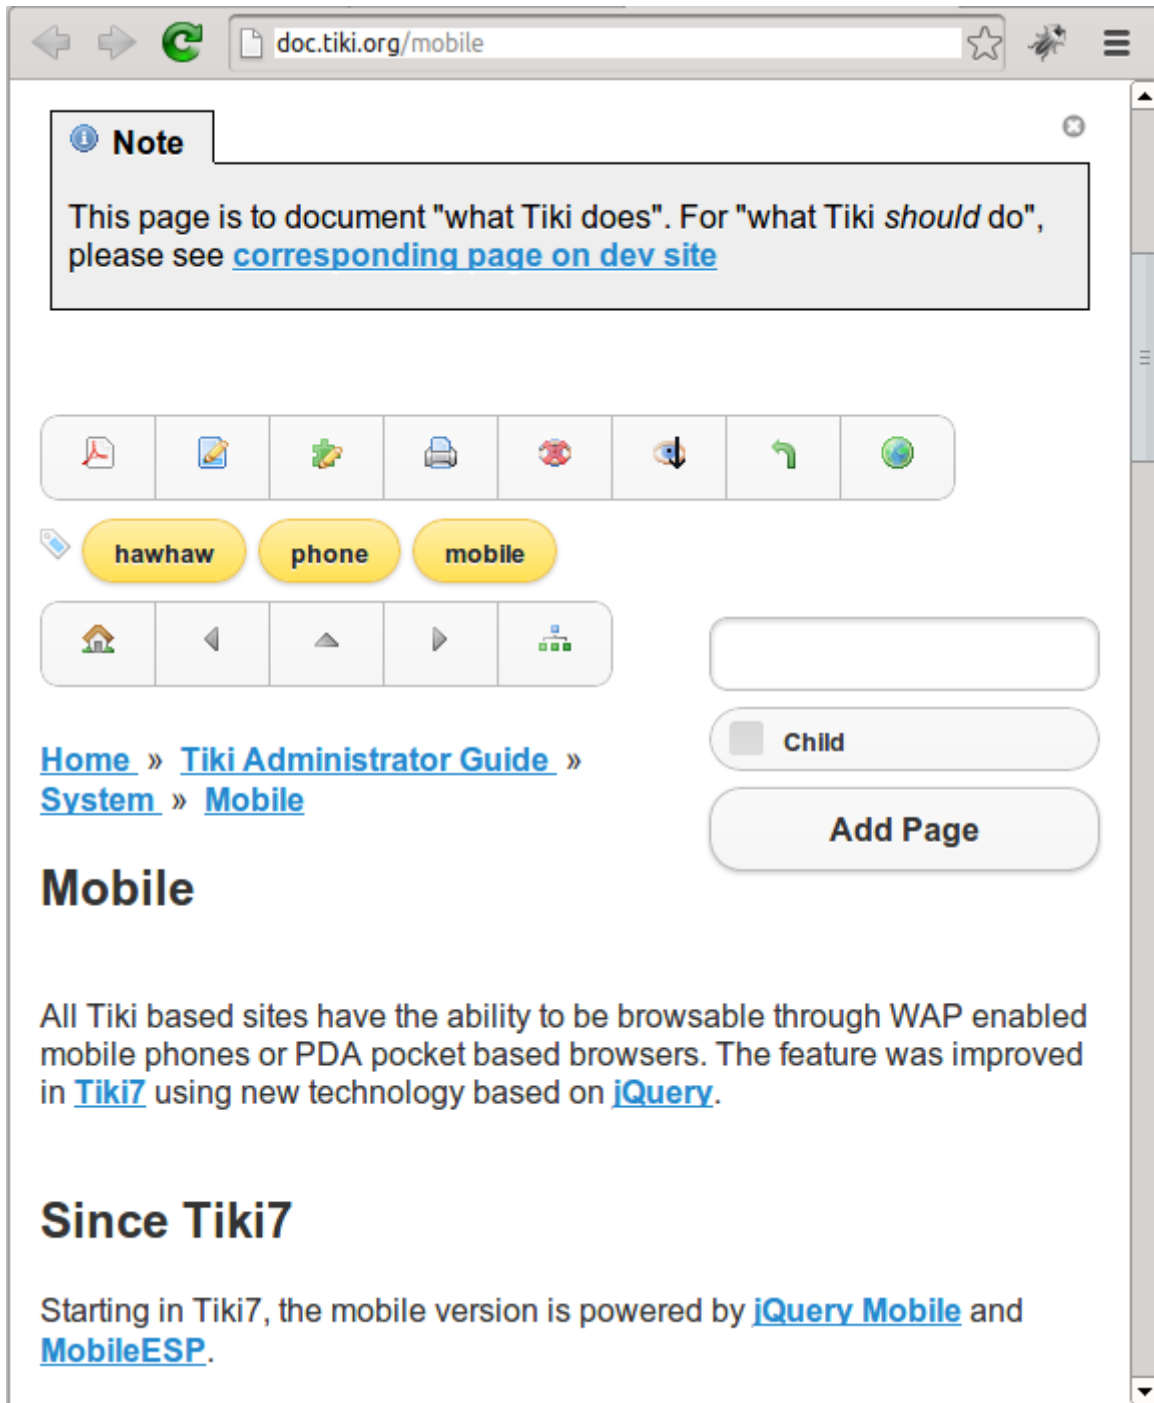 doc.tiki.org/mobile
Note
This page is to document "what Tiki does". For "what Tiki should do",
please see corresponding page on dev site
hawhaw phone mobile
Child
Add Page
Home » Tiki Administrator Guide »
System » Mobile
Mobile
All Tiki based sites have the ability to be browsable through WAP enabled
mobile phones or PDA pocket based browsers. The feature was improved
in Tiki7 using new technology based on jQuery.
Since Tiki7
Starting in Tiki7, the mobile version is powered by jQuery Mobile and
MobileESP.